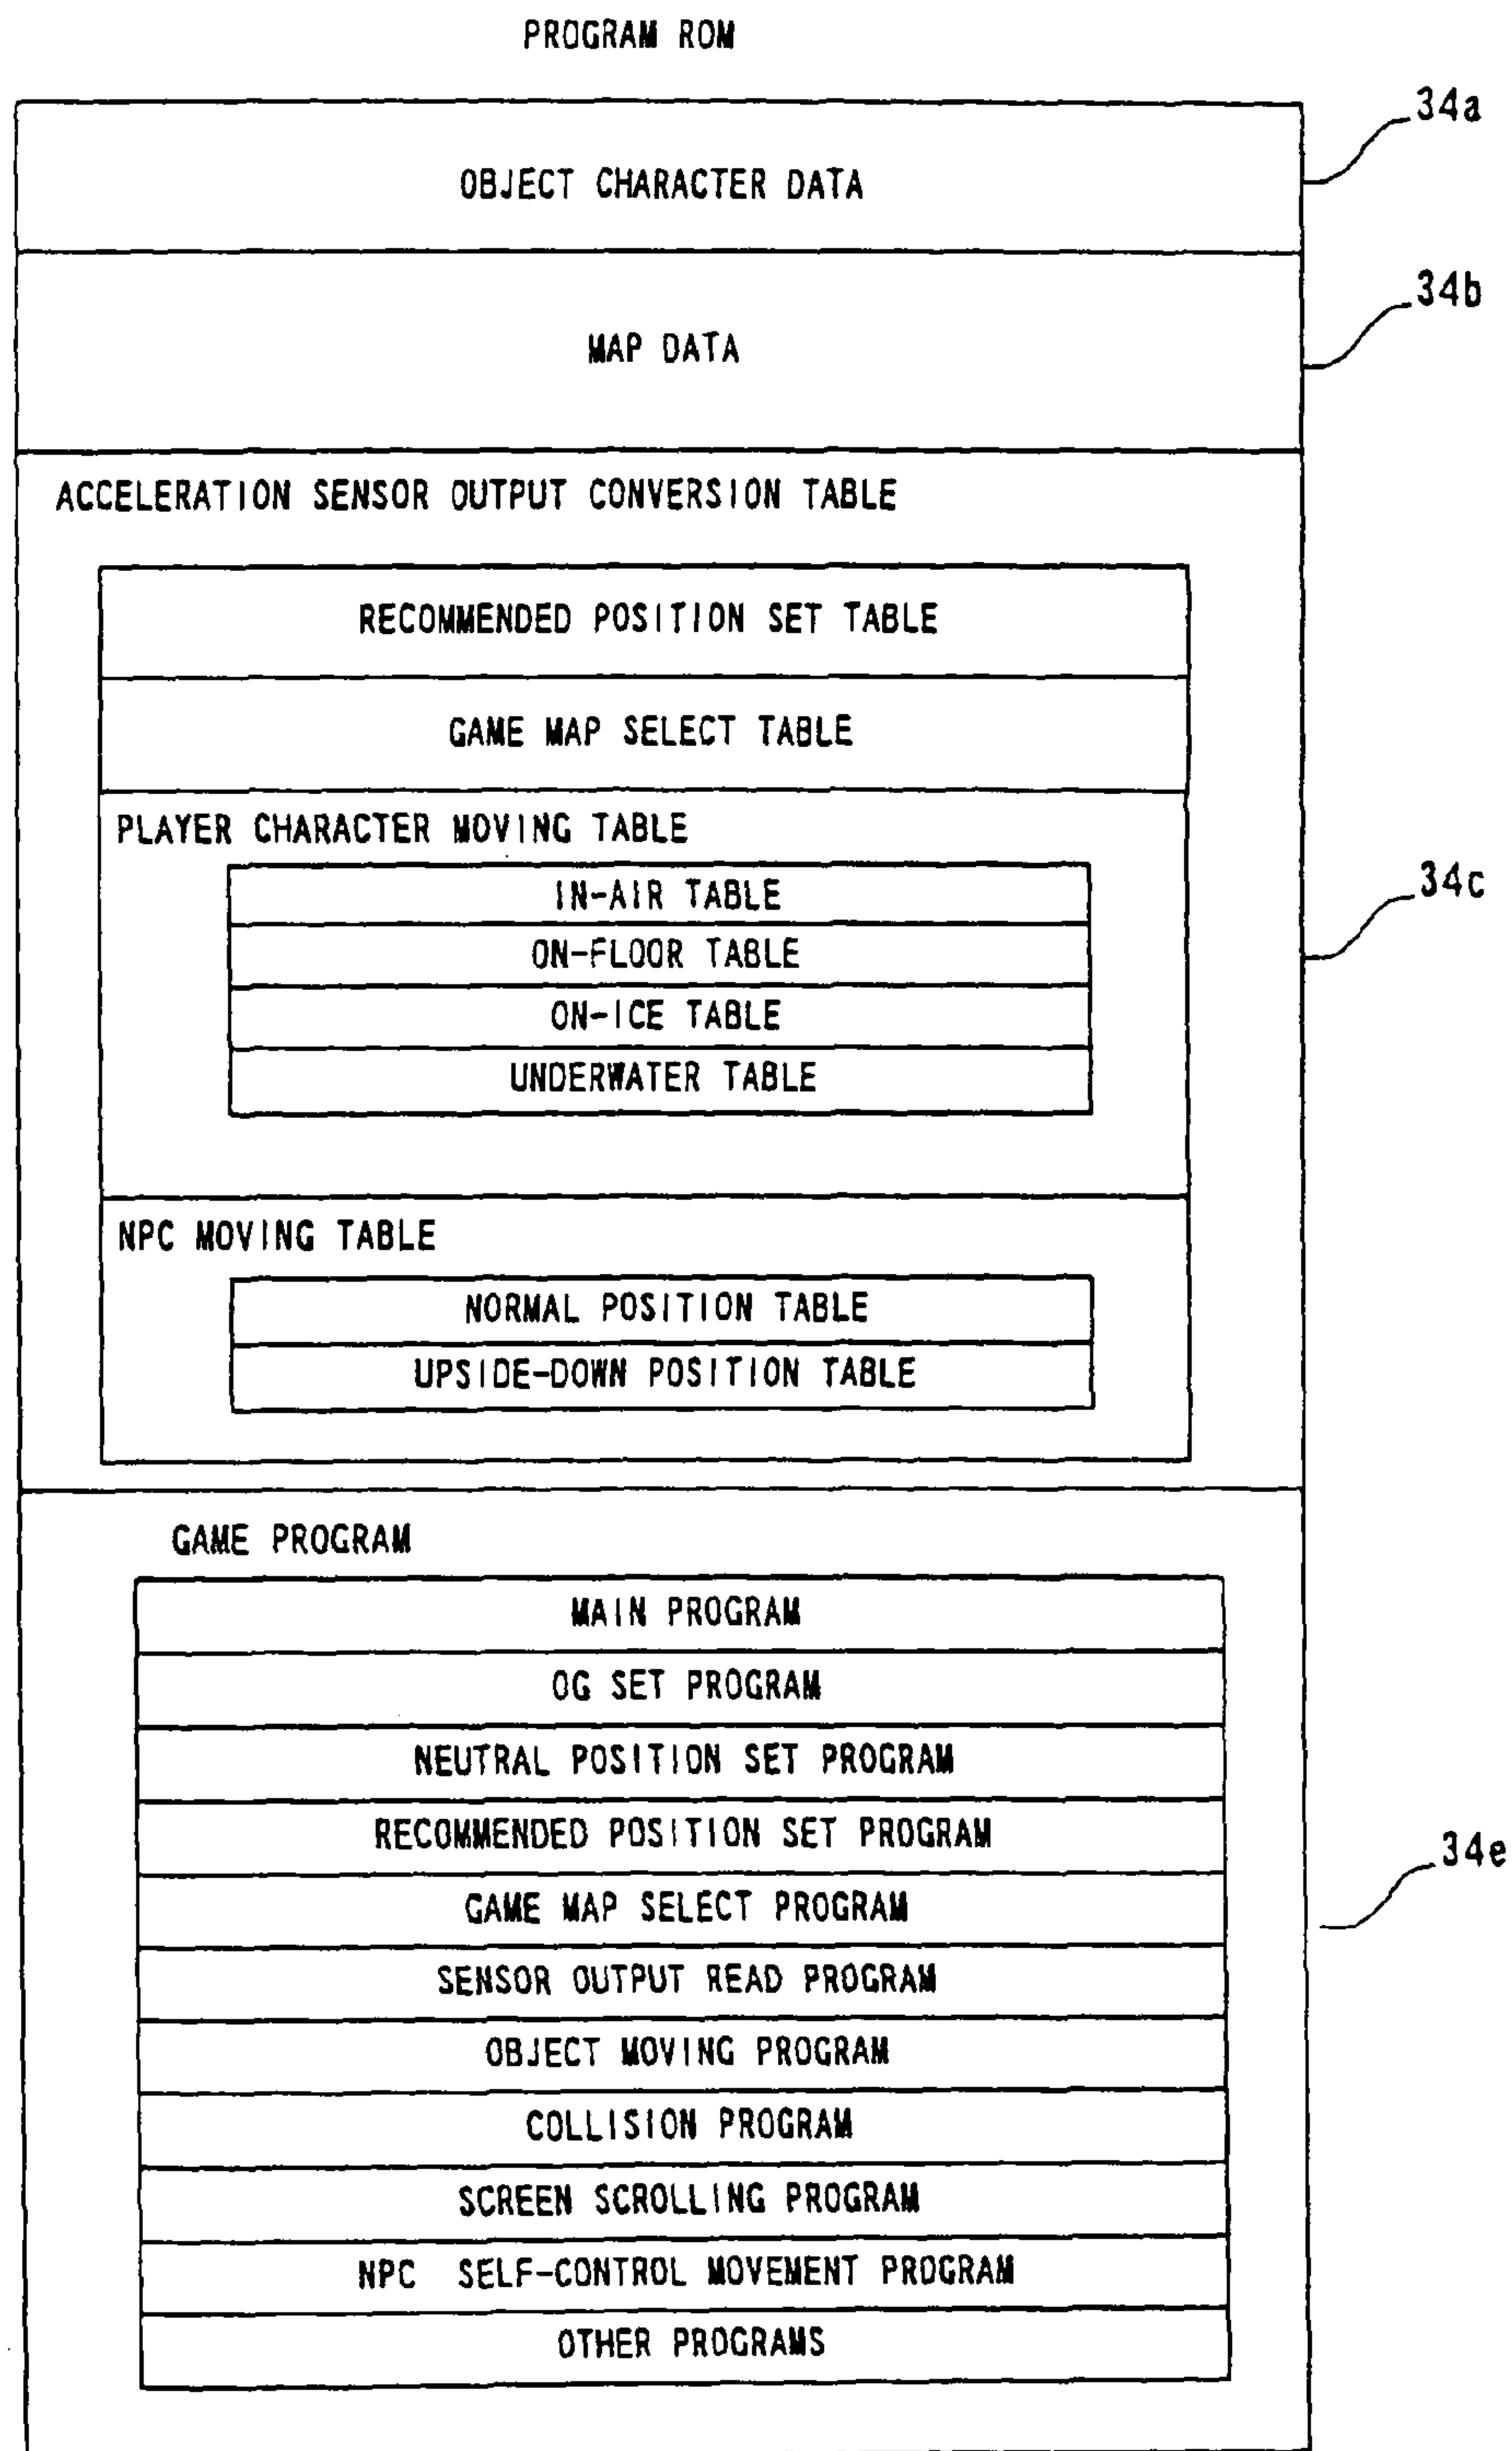 PROGRAM ROM
34a
OBJECT CHARACTER DATA
34b
MAP DATA
ACCELERATION SENSOR OUTPUT CONVERSION TABLE
RECOMMENDED POSITION SET TABLE
GAME MAP SELECT TABLE
PLAYER CHARACTER MOVING TABLE
34c
IN-AIR TABLE
ON-FLOOR TABLE
ON-ICE TABLE
UNDERWATER TABLE
NPC MOVING TABLE
NORMAL POSITION TABLE
UPSIDE-DOWN POSITION TABLE
GAME PROGRAM
MAIN PROGRAM
0G SET PROGRAM
NEUTRAL POSITION SET PROGRAM
RECOMMENDED POSITION SET PROGRAM
34e
GAME MAP SELECT PROGRAM
SENSOR OUTPUT READ PROGRAM
OBJECT MOVING PROGRAM
COLLISION PROGRAM
SCREEN SCROLLING PROGRAM
NPC SELF-CONTROL MOVEMENT PROGRAM
OTHER PROGRAMS